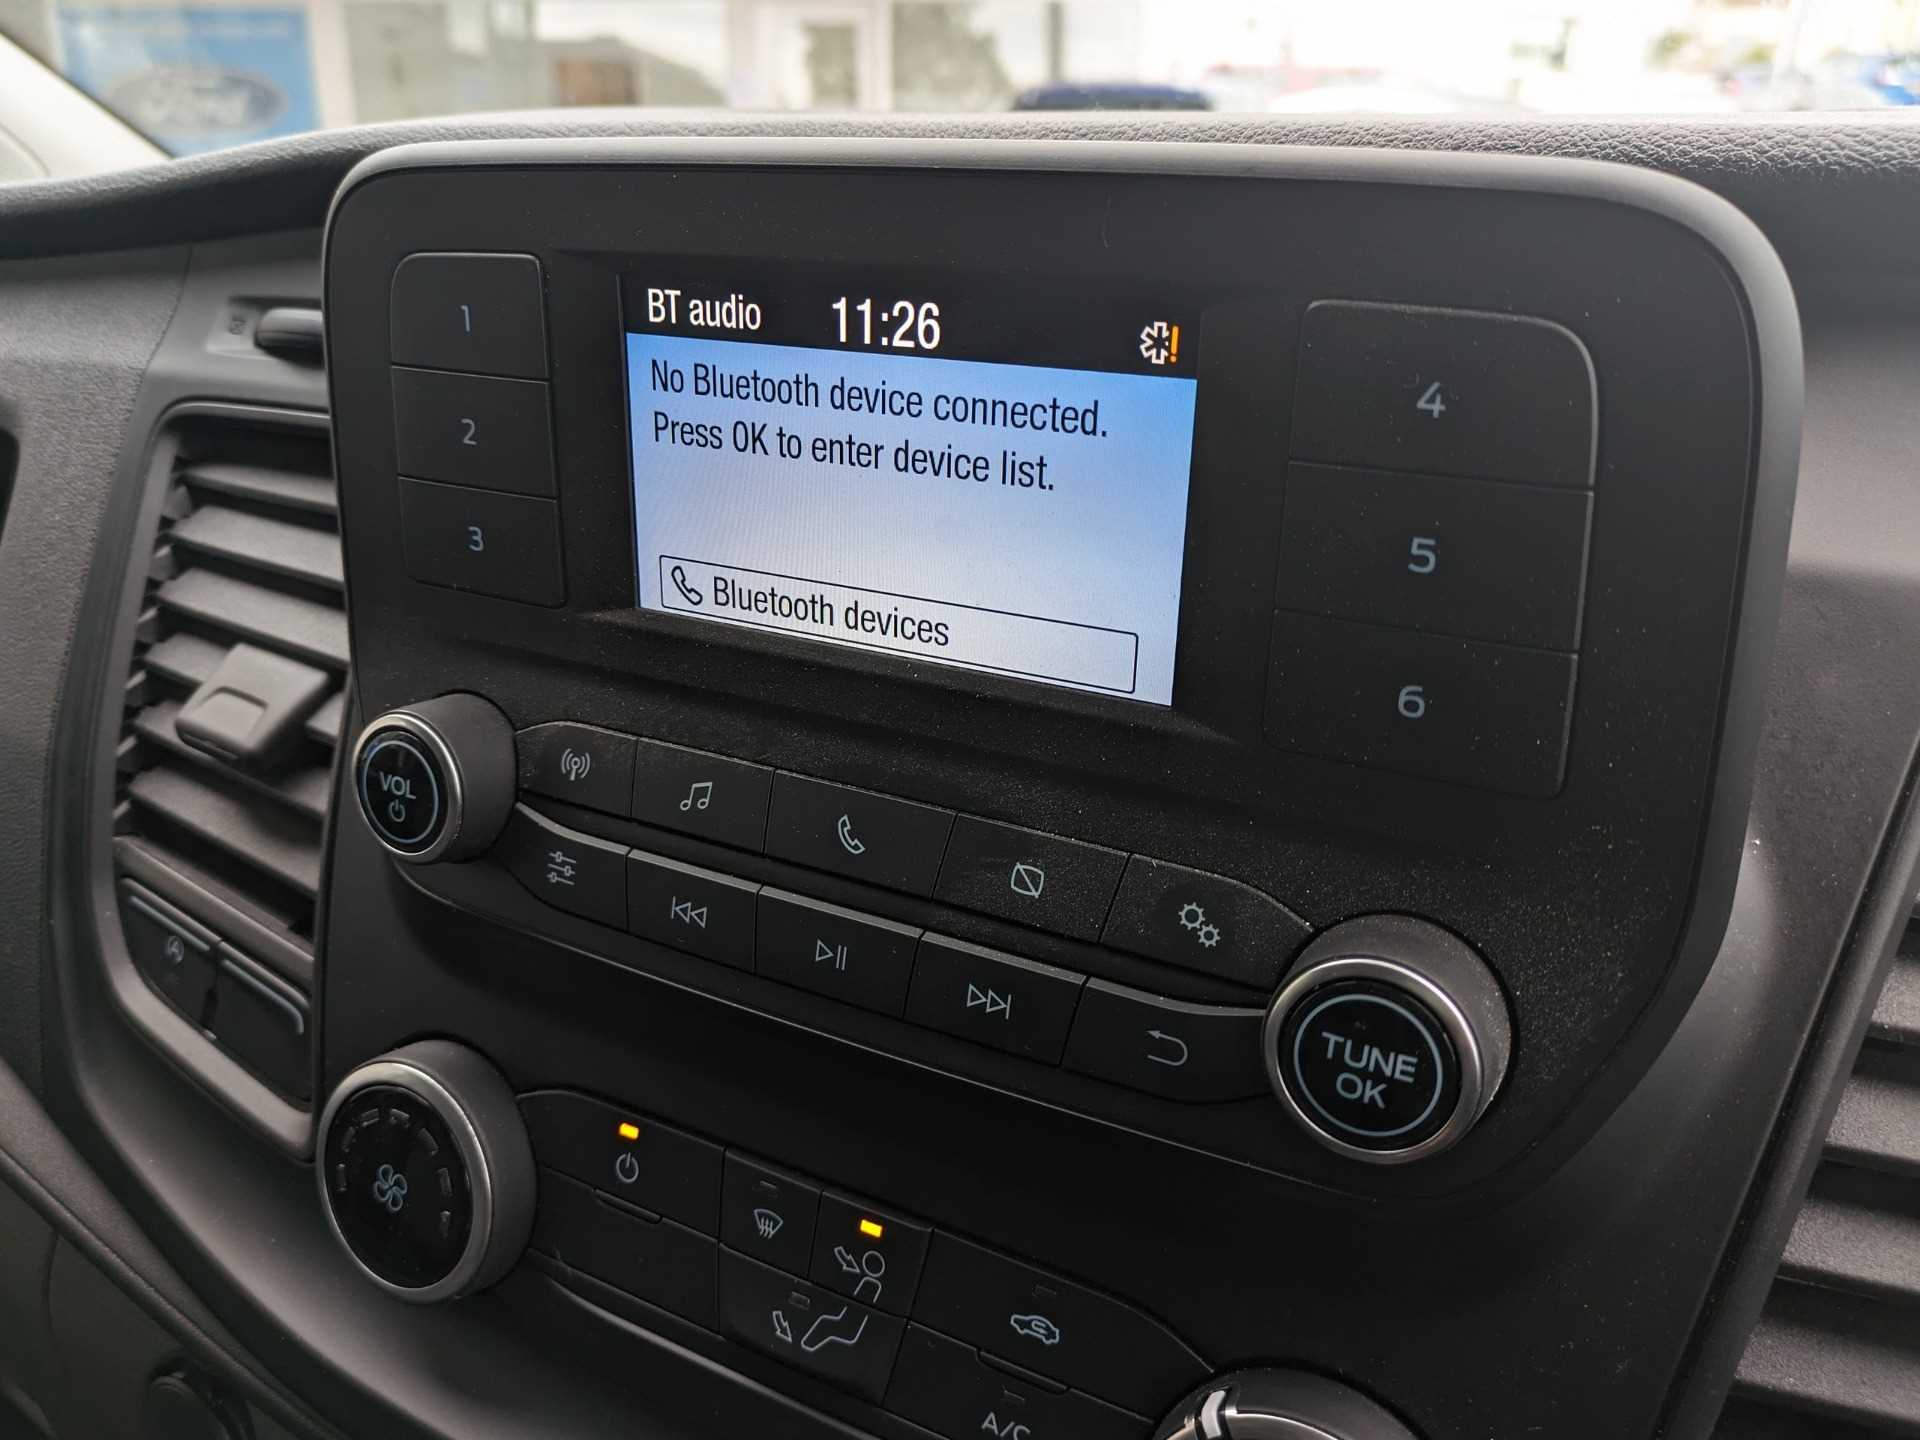 Ford
BT audio 11:26
No Bluetooth device connected.
Press OK to enter device list.
Bluetooth devices
1
2
3
4
5
6
VOL
TUNE
OK
A/C